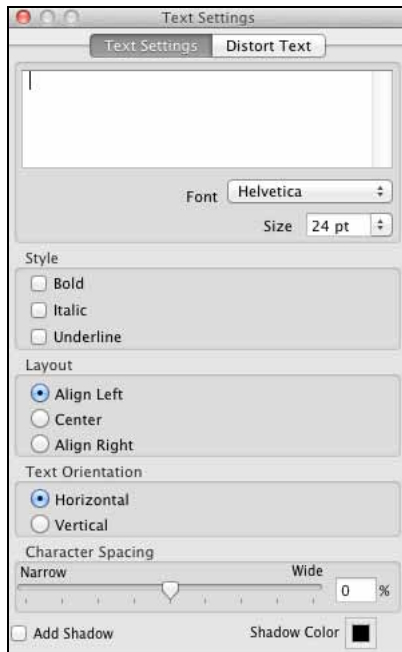 Text Settings
Text Settings Distort Text
Font Helvetica
Size 24 pt
Style
Bold
Italic
Underline
Layout
Align Left
Center
Align Right
Text Orientation
Horizontal
Vertical
Character Spacing
Narrow Wide
0 %
Add Shadow Shadow Color